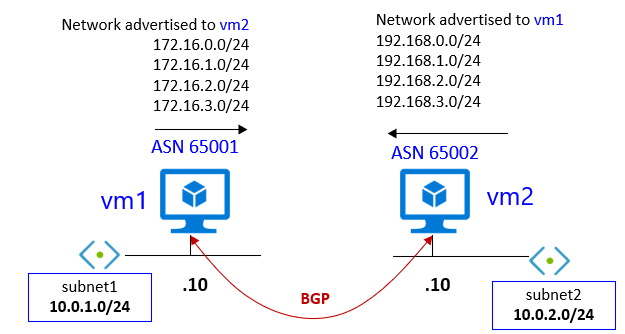 Network advertised to vm2
172.16.0.0/24
172.16.1.0/24
172.16.2.0/24
172.16.3.0/24
Network advertised to vm1
192.168.0.0/24
192.168.1.0/24
192.168.2.0/24
192.168.3.0/24
ASN 65001
ASN 65002
vm1
vm2
.10
BGP
.10
subnet1
10.0.1.0/24
subnet2
10.0.2.0/24